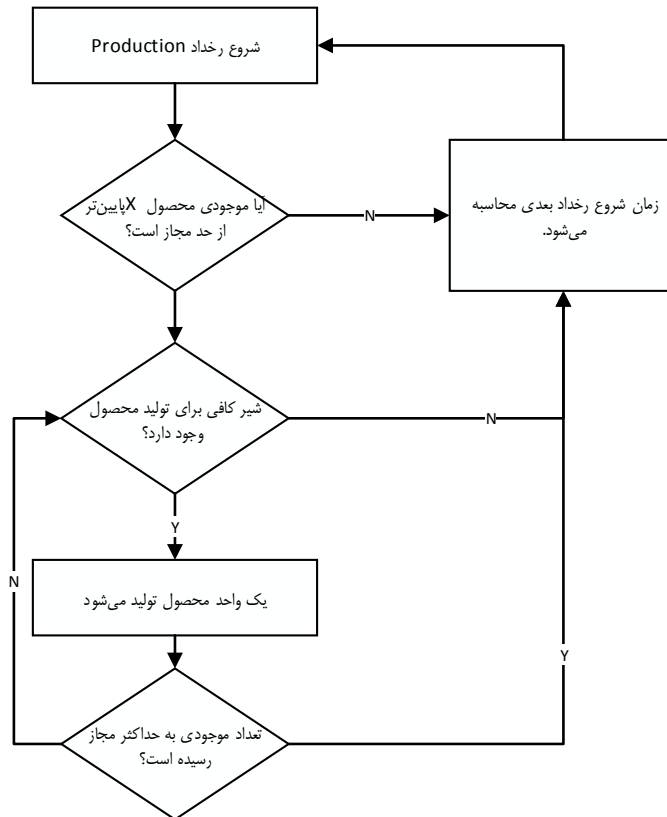 شروع رخداد Production
آیا موجودی محصول X پایین‌تر
از حد مجاز است؟
N
زمان شروع رخداد بعدی محاسبه
می‌شود.
شیر کافی برای تولید محصول
وجود دارد؟
N
Y
N
یک واحد محصول تولید می‌شود
Y
تعداد موجودی به حداکثر مجاز
رسیده است؟